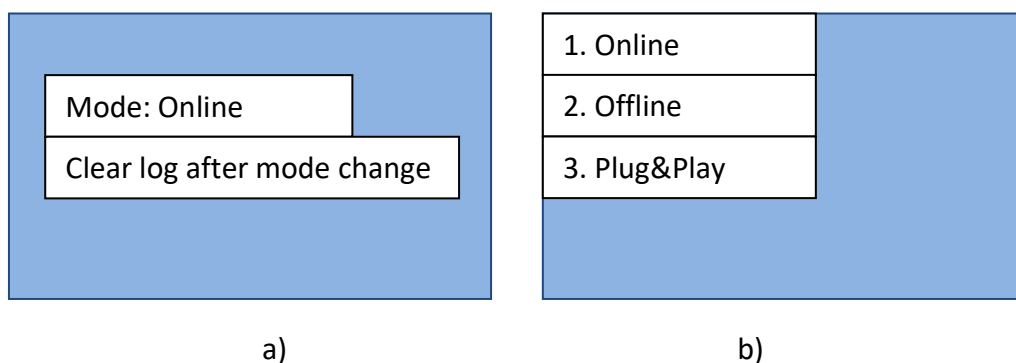 Mode: Online
Clear log after mode change
a)
1. Online
2. Offline
3. Plug&Play
b)